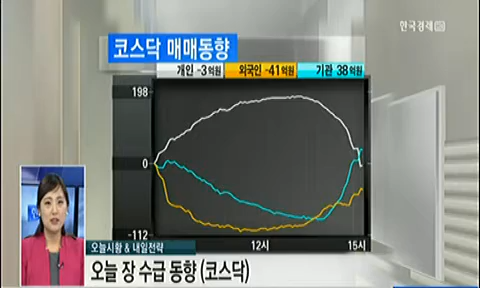 한국경제 HD
코스닥 매매동향
개인 -3억원 외국인 -41억원 기관 38억원
198
0
-112
12시 15시
오늘시황 & 내일전략
오늘 장 수급 동향 (코스닥)